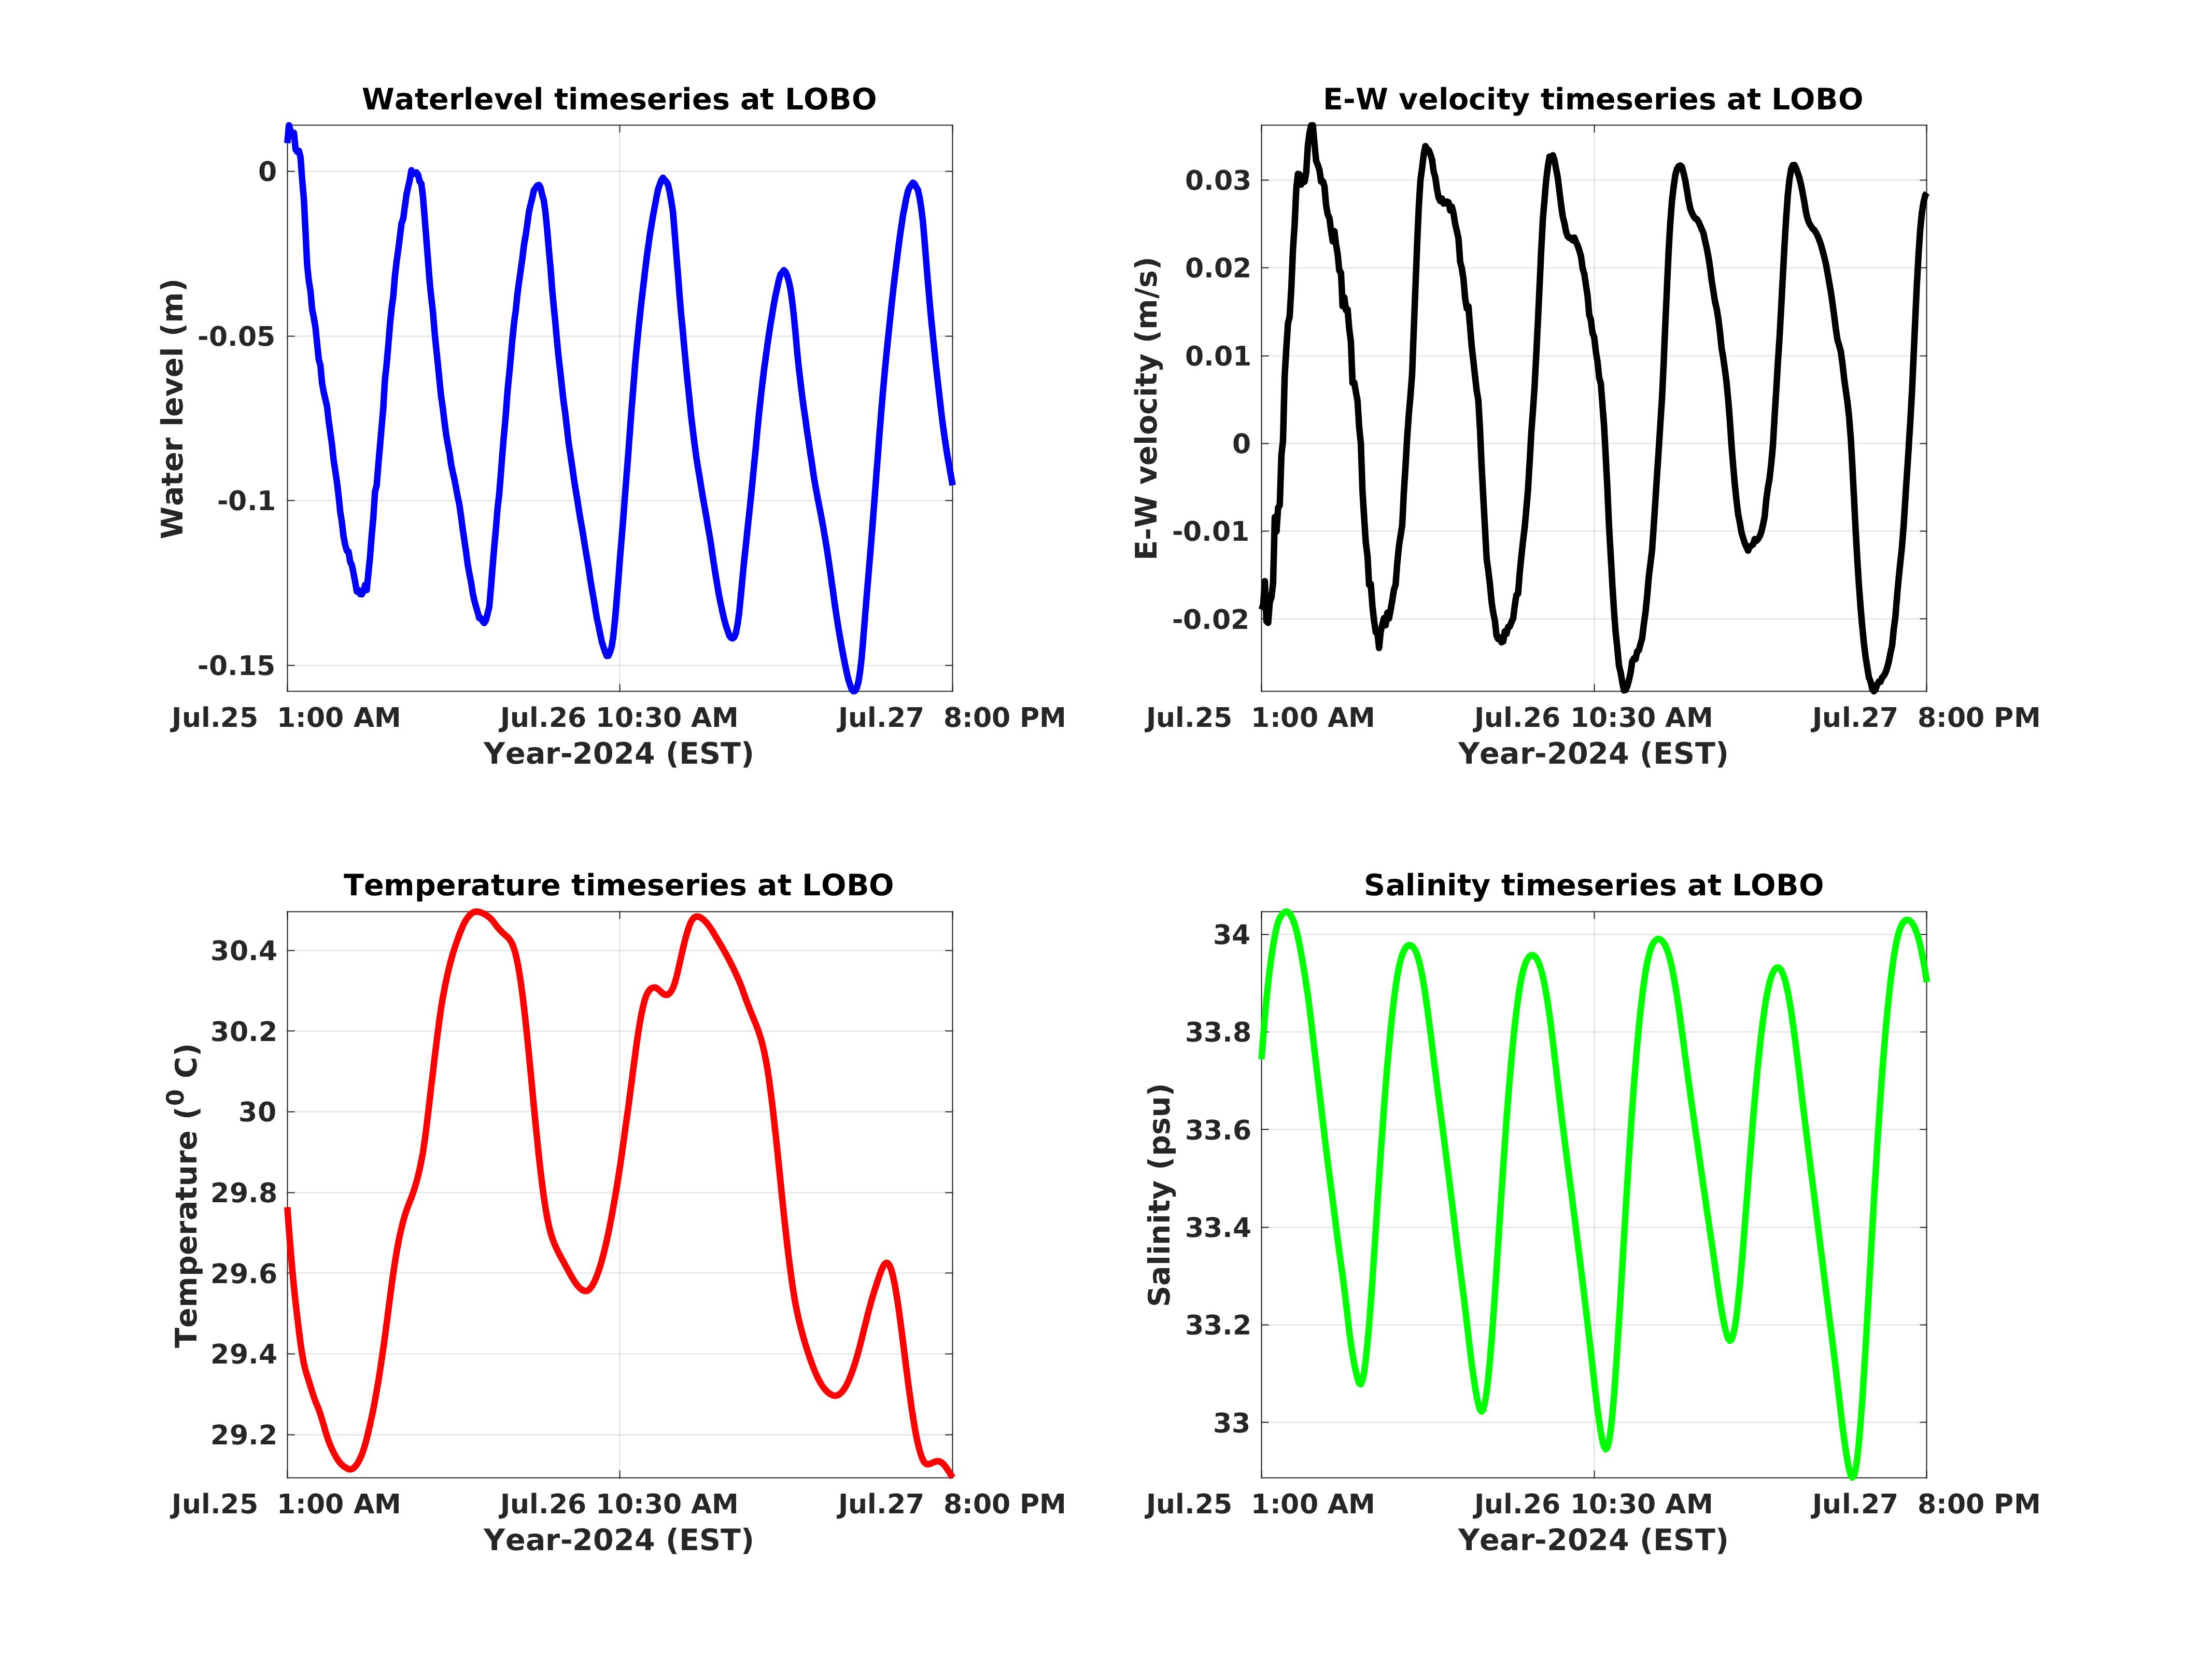 Waterlevel timeseries at LOBO
0
-0.05
-0.1
-0.15
Water level (m)
Jul.25 1:00 AM Jul.26 10:30 AM Jul.27 8:00 PM
Year-2024 (EST)
E-W velocity timeseries at LOBO
0.03
0.02
0.01
0
-0.01
-0.02
E-W velocity (m/s)
Jul.25 1:00 AM Jul.26 10:30 AM Jul.27 8:00 PM
Year-2024 (EST)
Temperature timeseries at LOBO
30.4
30.2
30
29.8
29.6
29.4
29.2
Temperature (⁰ C)
Jul.25 1:00 AM Jul.26 10:30 AM Jul.27 8:00 PM
Year-2024 (EST)
Salinity timeseries at LOBO
34
33.8
33.6
33.4
33.2
33
Salinity (psu)
Jul.25 1:00 AM Jul.26 10:30 AM Jul.27 8:00 PM
Year-2024 (EST)